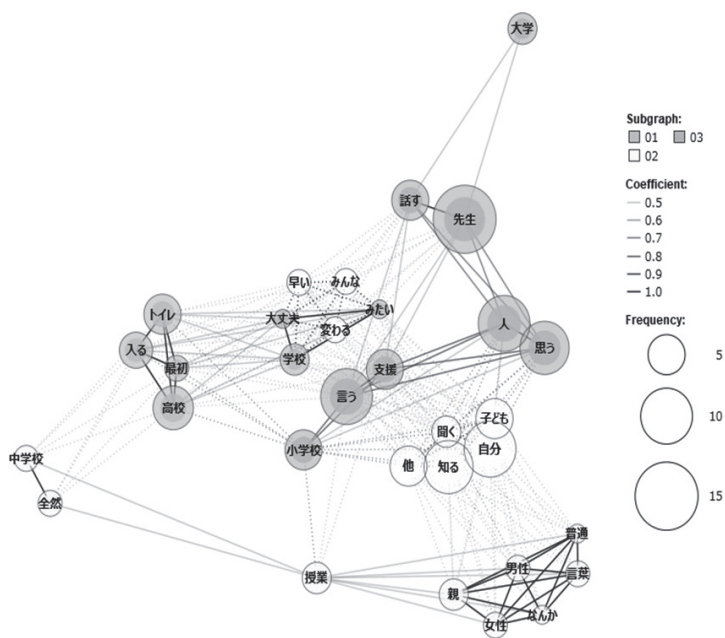 大学
話す
先生
早い
みんな
みたい
トイレ
大丈夫
変わる
人
入る
最初
学校
支援
思う
高校
言う
聞く
子ども
小学校
他
知る
自分
中学校
全然
普通
男性
言葉
授業
親
女性
なんか
Subgraph:
01 03
02
Coefficient:
0.5
0.6
0.7
0.8
0.9
1.0
Frequency:
5
10
15